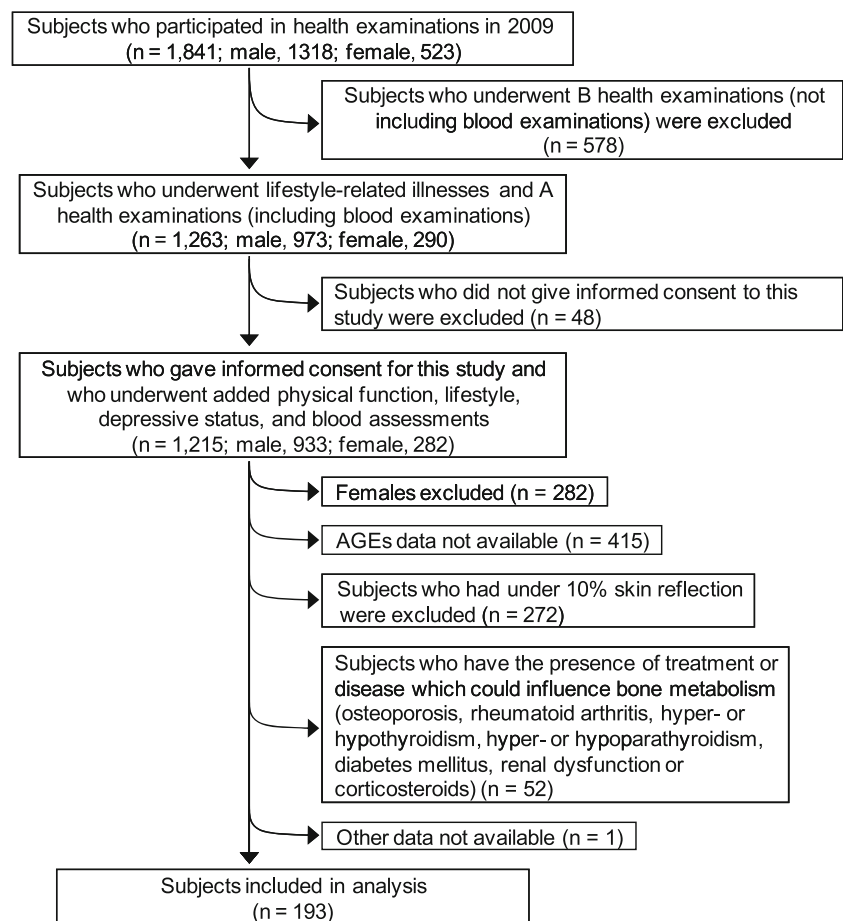 Subjects who participated in health examinations in 2009
(n = 1,841; male, 1318; female, 523)
Subjects who underwent B health examinations (not
including blood examinations) were excluded
(n = 578)
Subjects who underwent lifestyle-related illnesses and A
health examinations (including blood examinations)
(n = 1,263; male, 973; female, 290)
Subjects who did not give informed consent to this
study were excluded (n = 48)
Subjects who gave informed consent for this study and
who underwent added physical function, lifestyle,
depressive status, and blood assessments
(n = 1,215; male, 933; female, 282)
Females excluded (n = 282)
AGEs data not available (n = 415)
Subjects who had under 10% skin reflection
were excluded (n = 272)
Subjects who have the presence of treatment or
disease which could influence bone metabolism
(osteoporosis, rheumatoid arthritis, hyper- or
hypothyroidism, hyper- or hypoparathyroidism,
diabetes mellitus, renal dysfunction or
corticosteroids) (n = 52)
Other data not available (n = 1)
Subjects included in analysis
(n = 193)